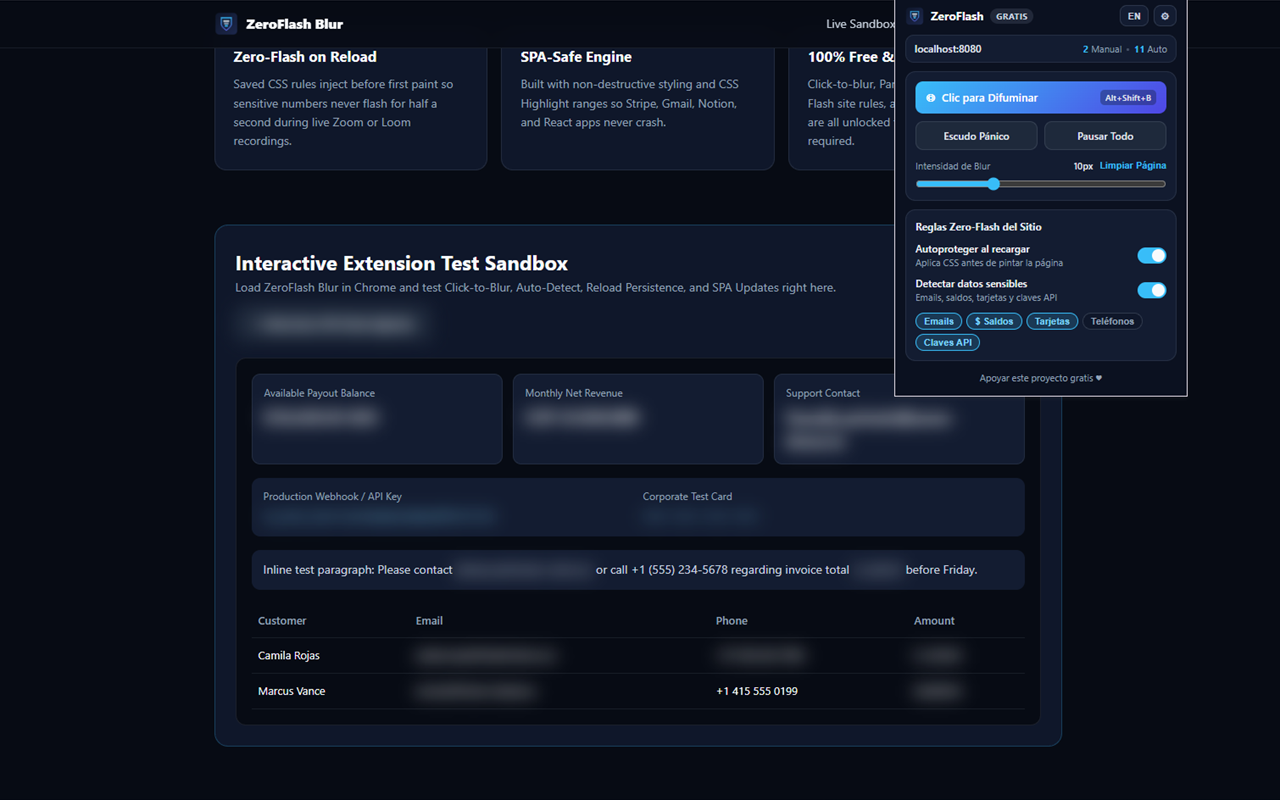 ZeroFlash Blur
Live Sandbox
Zero-Flash on Reload
Saved CSS rules inject before first paint so
sensitive numbers never flash for half a
second during live Zoom or Loom
recordings.
SPA-Safe Engine
Built with non-destructive styling and CSS
Highlight ranges so Stripe, Gmail, Notion,
and React apps never crash.
100% Free &
Click-to-blur, Pan
Flash site rules, a
are all unlocked
required.
ZeroFlash GRATIS EN
localhost:8080 2 Manual • 11 Auto
Clic para Difuminar Alt+Shift+B
Escudo Pánico Pausar Todo
Intensidad de Blur 10px Limpiar Página
Reglas Zero-Flash del Sitio
Autoproteger al recargar
Aplica CSS antes de pintar la página
Detectar datos sensibles
Emails, saldos, tarjetas y claves API
Emails $ Saldos Tarjetas Teléfonos
Claves API
Apoyar este proyecto gratis ♥
Interactive Extension Test Sandbox
Load ZeroFlash Blur in Chrome and test Click-to-Blur, Auto-Detect, Reload Persistence, and SPA Updates right here.
Available Payout Balance
Monthly Net Revenue
Support Contact
Production Webhook / API Key
Corporate Test Card
Inline test paragraph: Please contact or call +1 (555) 234-5678 regarding invoice total before Friday.
Customer Email Phone Amount
Camila Rojas
Marcus Vance +1 415 555 0199